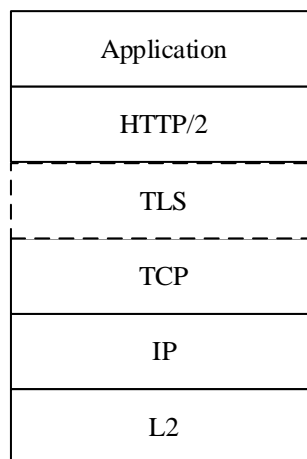 Application
HTTP/2
TLS
TCP
IP
L2